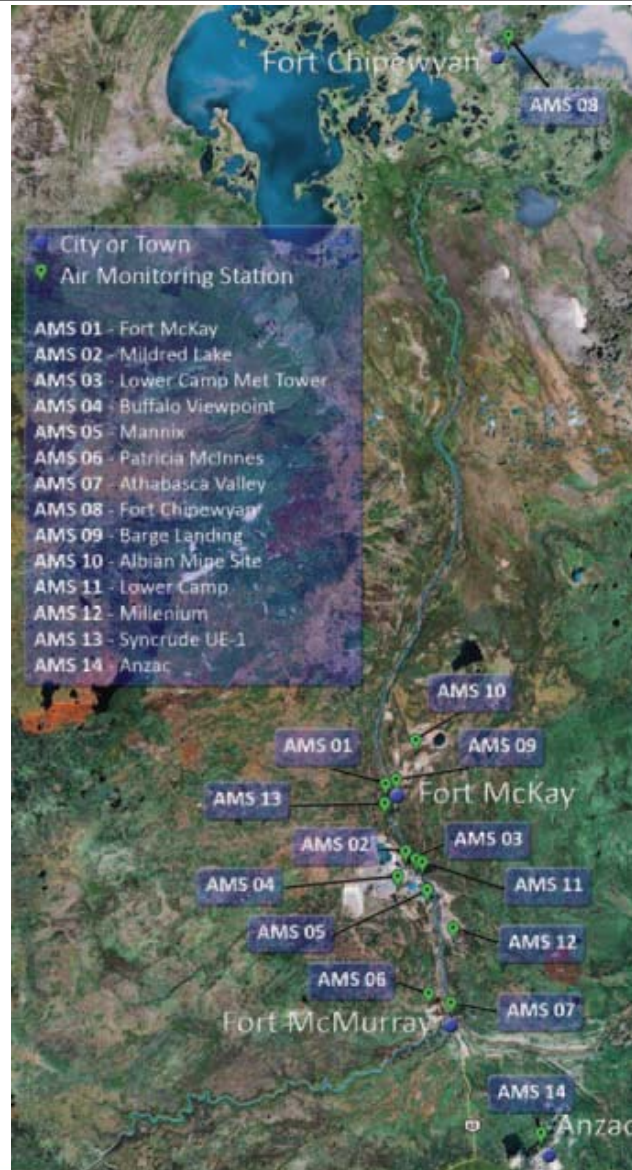 Fort Chipewyan
AMS 08
City or Town
Air Monitoring Station
AMS 01 - Fort McKay
AMS 02 - Mildred Lake
AMS 03 - Lower Camp Met Tower
AMS 04 - Buffalo Viewpoint
AMS 05 - Mannix
AMS 06 - Patricia McInnes
AMS 07 - Athabasca Valley
AMS 08 - Fort Chipewyan
AMS 09 - Barge Landing
AMS 10 - Albian Mine Site
AMS 11 - Lower Camp
AMS 12 - Millenium
AMS 13 - Syncrude UE-1
AMS 14 - Anzac
AMS 10
AMS 01
AMS 09
AMS 13
Fort McKay
AMS 02
AMS 03
AMS 04
AMS 11
AMS 05
AMS 12
AMS 06
AMS 07
Fort McMurray
AMS 14
Anzac